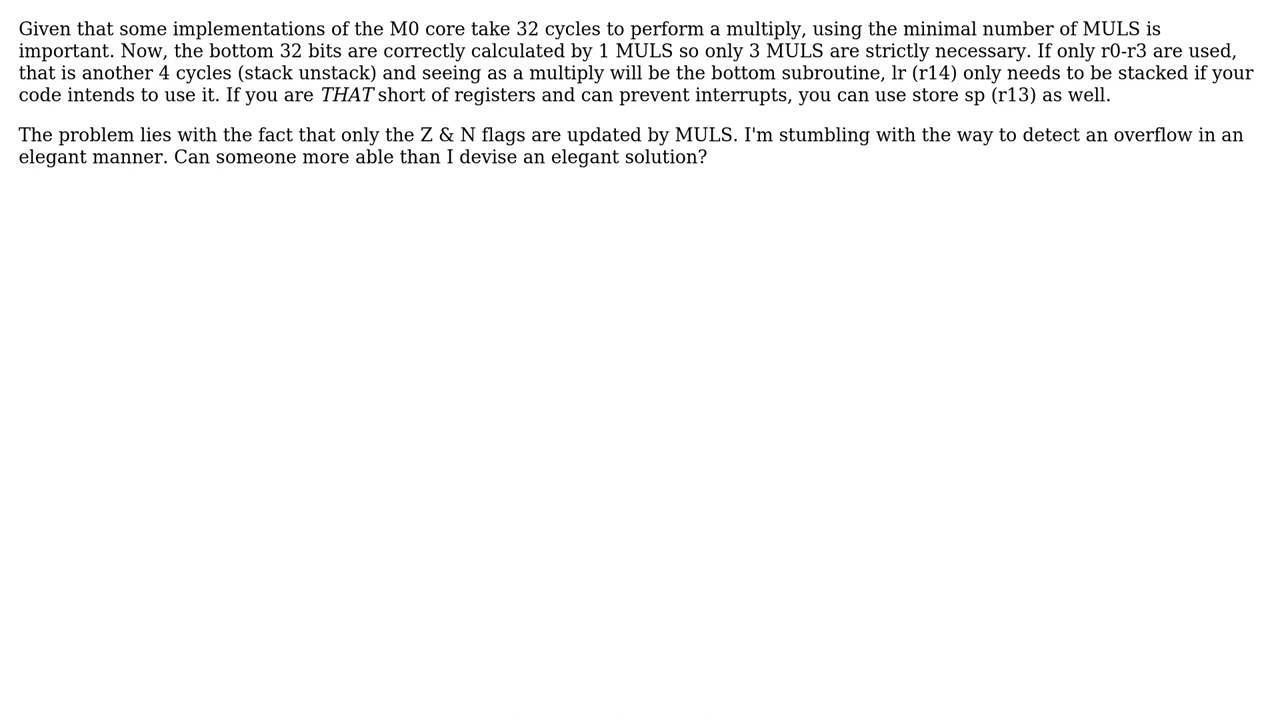 Given that some implementations of the M0 core take 32 cycles to perform a multiply, using the minimal number of MULS is
important. Now, the bottom 32 bits are correctly calculated by 1 MULS so only 3 MULS are strictly necessary. If only r0-r3 are used,
that is another 4 cycles (stack unstack) and seeing as a multiply will be the bottom subroutine, lr (r14) only needs to be stacked if your
code intends to use it. If you are THAT short of registers and can prevent interrupts, you can use store sp (r13) as well.
The problem lies with the fact that only the Z & N flags are updated by MULS. I'm stumbling with the way to detect an overflow in an
elegant manner. Can someone more able than I devise an elegant solution?